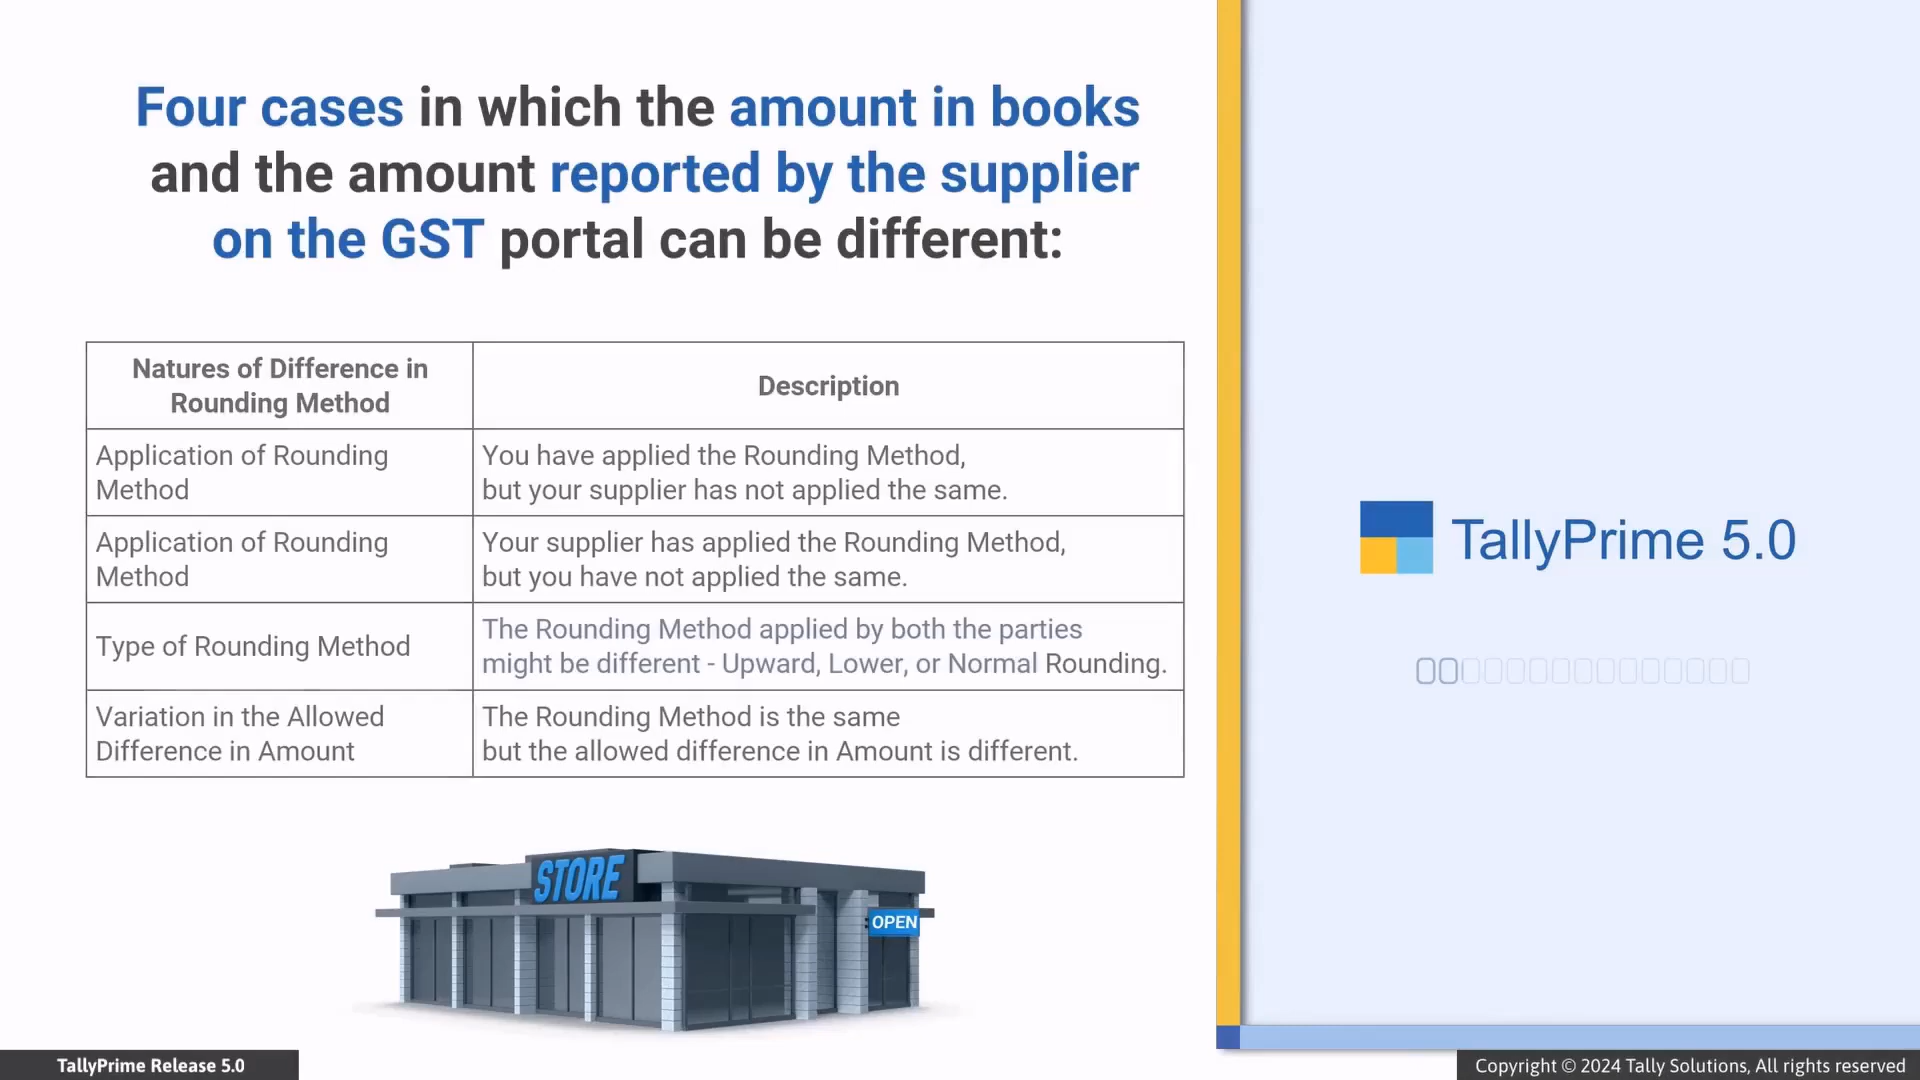 Four cases in which the amount in books
and the amount reported by the supplier
on the GST portal can be different:
Natures of Difference in
Rounding Method
Description
Application of Rounding
Method
You have applied the Rounding Method,
but your supplier has not applied the same.
Application of Rounding
Method
Your supplier has applied the Rounding Method,
but you have not applied the same.
Type of Rounding Method
The Rounding Method applied by both the parties
might be different - Upward, Lower, or Normal Rounding.
Variation in the Allowed
Difference in Amount
The Rounding Method is the same
but the allowed difference in Amount is different.
STORE
OPEN
TallyPrime 5.0
TallyPrime Release 5.0
Copyright © 2024 Tally Solutions, All rights reserved